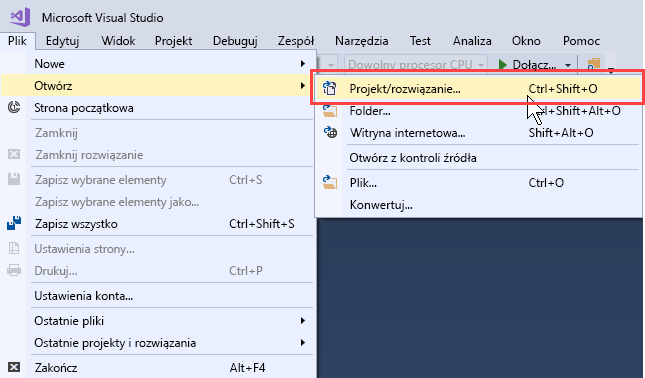 Microsoft Visual Studio
Plik Edytuj Widok Projekt Debuguj Zespół Narzędzia Test Analiza Okno Pomoc
Dowolny procesor CPU Dołącz...
Nowe
Otwórz
Strona początkowa
Zamknij
Zamknij rozwiązanie
Zapisz wybrane elementy Ctrl+S
Zapisz wybrane elementy jako...
Zapisz wszystko Ctrl+Shift+S
Ustawienia strony...
Drukuj... Ctrl+P
Ustawienia konta...
Ostatnie pliki
Ostatnie projekty i rozwiązania
Zakończ Alt+F4
Projekt/rozwiązanie... Ctrl+Shift+O
Folder... Ctrl+Shift+Alt+O
Witryna internetowa... Shift+Alt+O
Otwórz z kontroli źródła
Plik... Ctrl+O
Konwertuj...